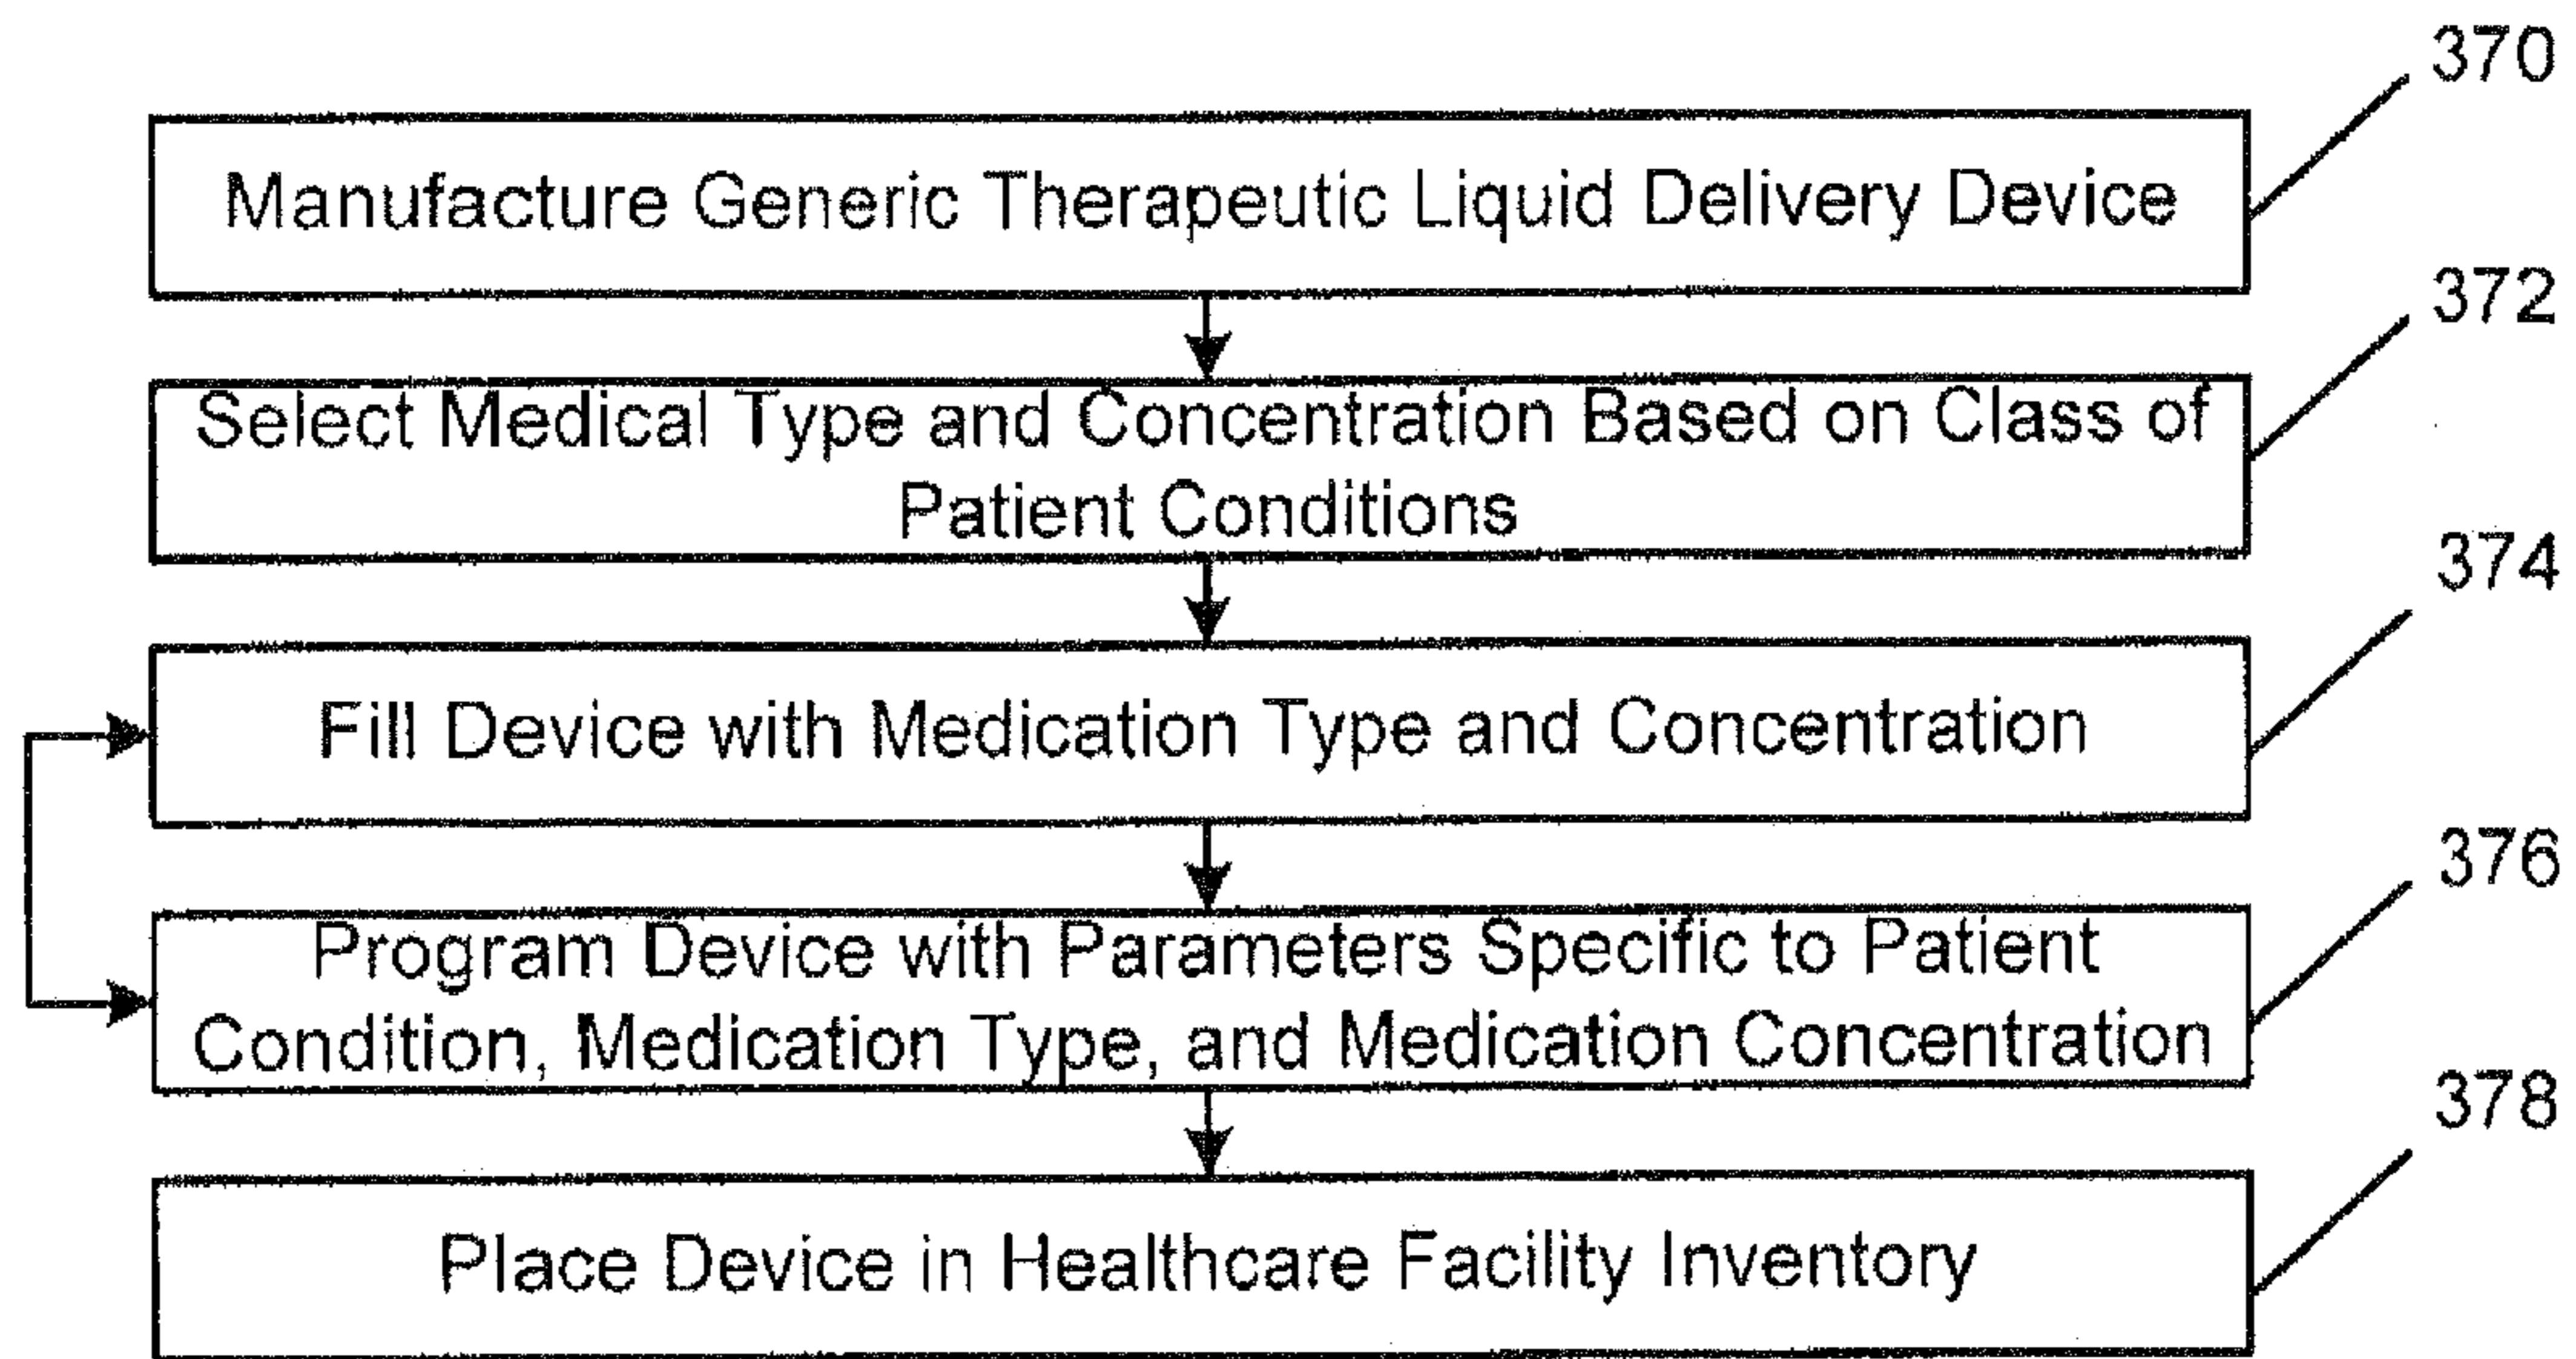 370
Manufacture Generic Therapeutic Liquid Delivery Device
372
Select Medical Type and Concentration Based on Class of
Patient Conditions
374
Fill Device with Medication Type and Concentration
376
Program Device with Parameters Specific to Patient
Condition, Medication Type, and Medication Concentration
378
Place Device in Healthcare Facility Inventory